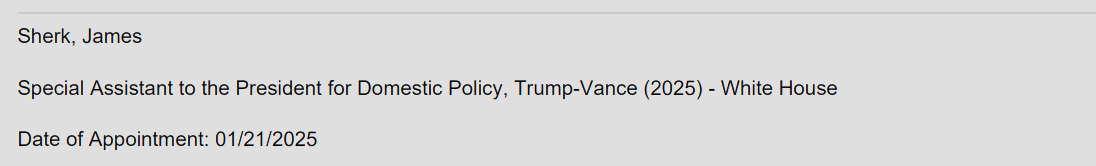 Sherk, James
Special Assistant to the President for Domestic Policy, Trump-Vance (2025) - White House
Date of Appointment: 01/21/2025